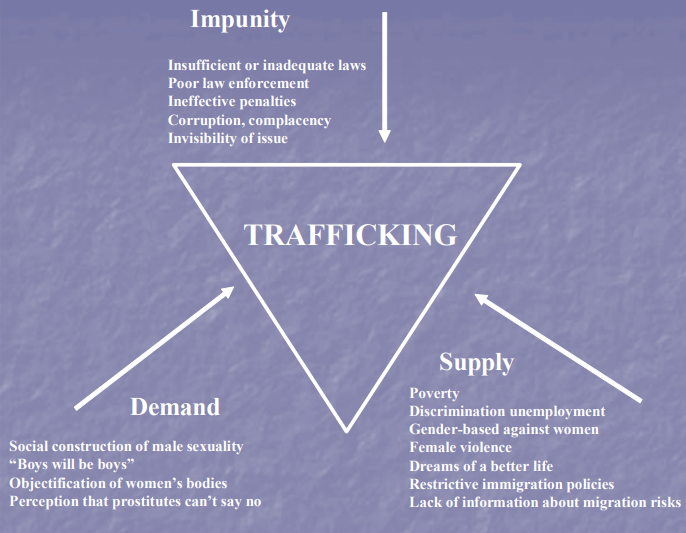 Impunity
Insufficient or inadequate laws
Poor law enforcement
Ineffective penalties
Corruption, complacency
Invisibility of issue
TRAFFICKING
Demand
Social construction of male sexuality
“Boys will be boys”
Objectification of women’s bodies
Perception that prostitutes can’t say no
Supply
Poverty
Discrimination unemployment
Gender-based against women
Female violence
Dreams of a better life
Restrictive immigration policies
Lack of information about migration risks